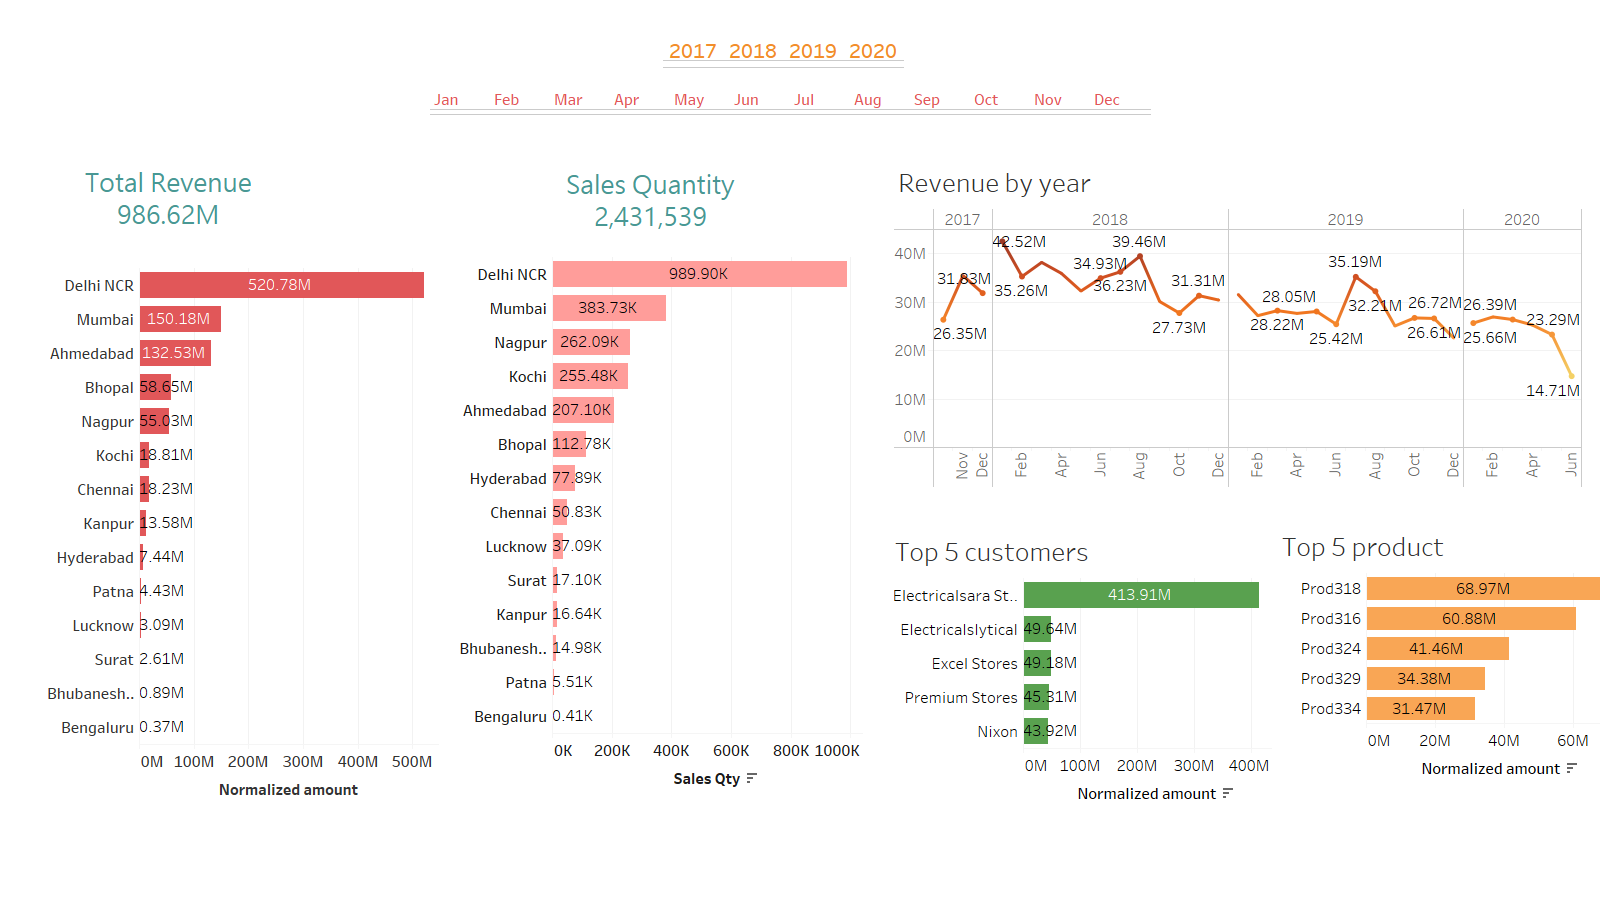 2017 2018 2019 2020
Jan Feb Mar Apr May Jun Jul Aug Sep Oct Nov Dec
Total Revenue
986.62M
Delhi NCR 520.78M
Mumbai 150.18M
Ahmedabad 132.53M
Bhopal 58.65M
Nagpur 55.03M
Kochi 18.81M
Chennai 18.23M
Kanpur 13.58M
Hyderabad 7.44M
Patna 4.43M
Lucknow 3.09M
Surat 2.61M
Bhubanesh.. 0.89M
Bengaluru 0.37M
0M 100M 200M 300M 400M 500M
Normalized amount
Sales Quantity
2,431,539
Delhi NCR 989.90K
Mumbai 383.73K
Nagpur 262.09K
Kochi 255.48K
Ahmedabad 207.10K
Bhopal 112.78K
Hyderabad 77.89K
Chennai 50.83K
Lucknow 37.09K
Surat 17.10K
Kanpur 16.64K
Bhubanesh.. 14.98K
Patna 5.51K
Bengaluru 0.41K
0K 200K 400K 600K 800K 1000K
Sales Qty
Revenue by year
2017 2018 2019 2020
42.52M 39.46M
40M
35.19M
34.93M
31.83M 31.31M
36.23M
35.26M 28.05M
30M 32.21M 26.72M 26.39M
23.29M
27.73M 28.22M
26.35M 25.42M 26.61M 25.66M
20M
14.71M
10M
0M
Nov Dec Feb Apr Jun Aug Oct Dec Feb Apr Jun Aug Oct Dec Feb Apr Jun
Top 5 customers
Electricalsara St.. 413.91M
Electricalslytical 49.64M
Excel Stores 49.18M
Premium Stores 45.31M
Nixon 43.92M
0M 100M 200M 300M 400M
Normalized amount
Top 5 product
Prod318 68.97M
Prod316 60.88M
Prod324 41.46M
Prod329 34.38M
Prod334 31.47M
0M 20M 40M 60M
Normalized amount